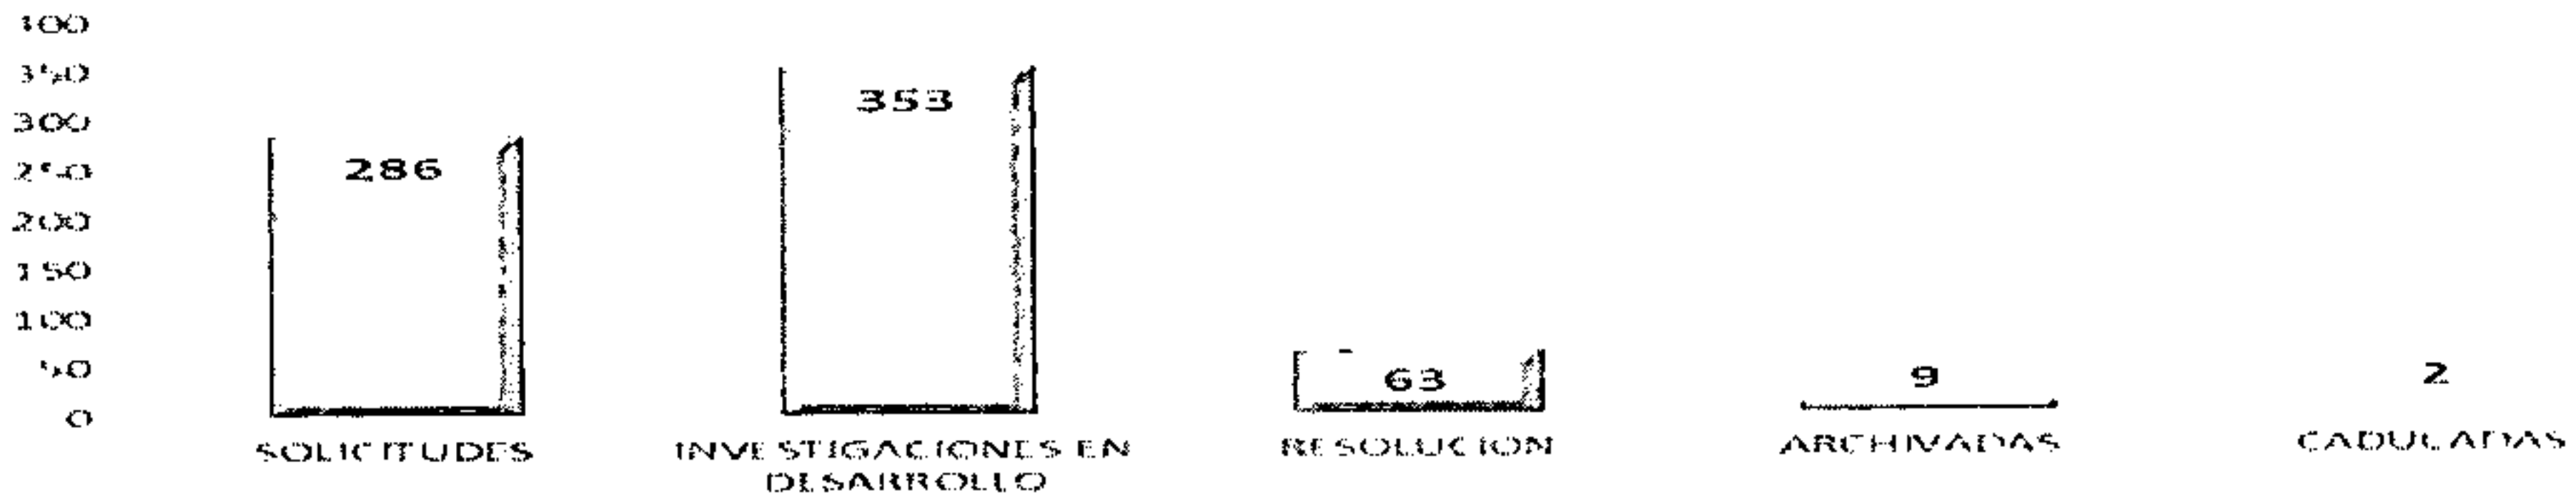 400
350
300
250
200
150
100
50
0
286
353
63
9
2
SOLICITUDES
INVESTIGACIONES EN
DESARROLLO
RESOLUCION
ARCHIVADAS
CADUCADAS